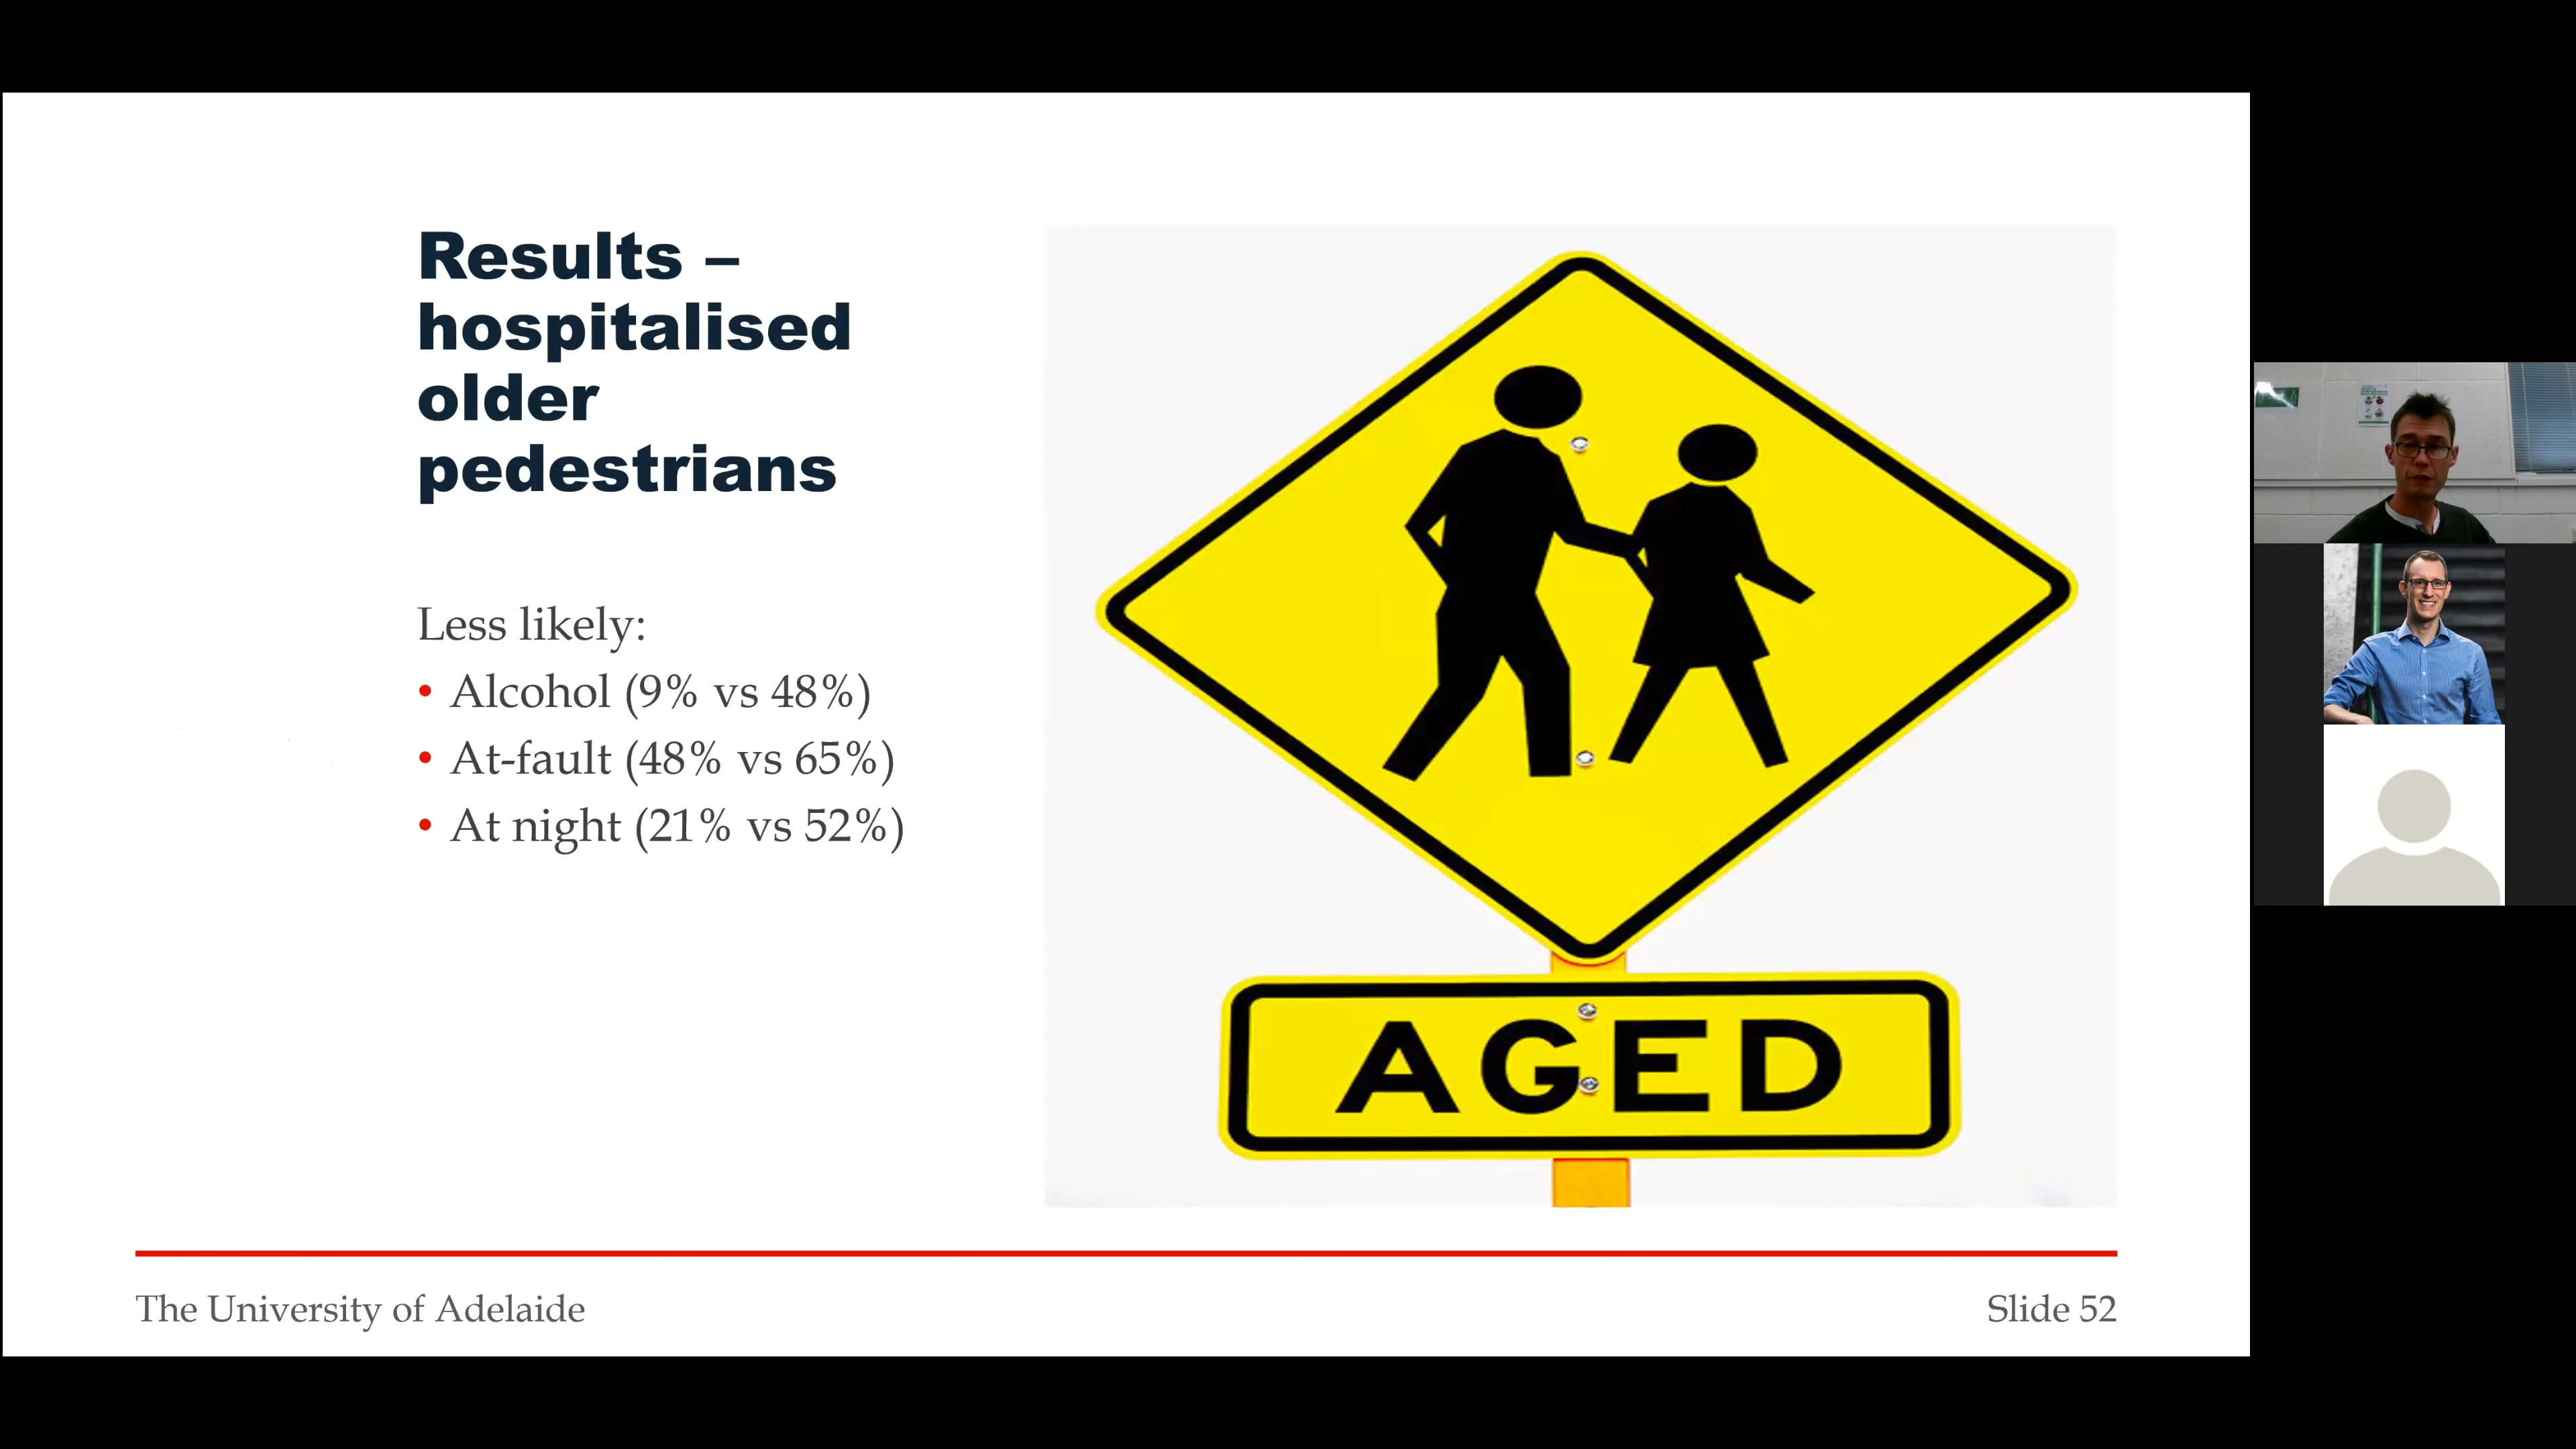 Results –
hospitalised
older
pedestrians
Less likely:
• Alcohol (9% vs 48%)
• At-fault (48% vs 65%)
• At night (21% vs 52%)
AGED
The University of Adelaide
Slide 52